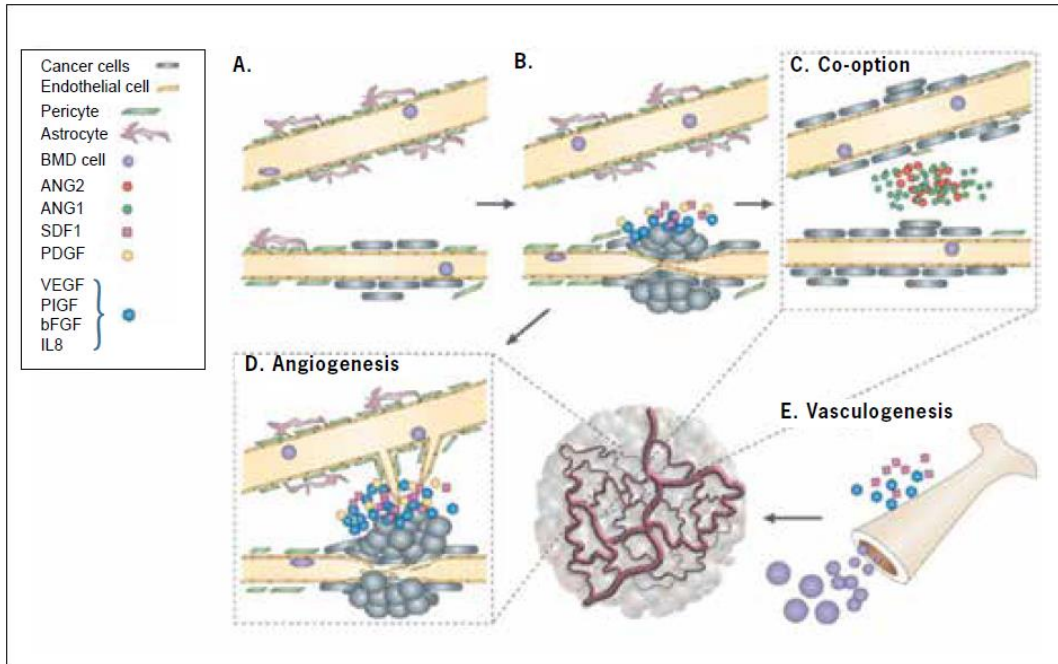 Cancer cells
Endothelial cell
Pericyte
Astrocyte
BMD cell
ANG2
ANG1
SDF1
PDGF
VEGF
PlGF
bFGF
IL8
A.
B.
C. Co-option
D. Angiogenesis
E. Vasculogenesis